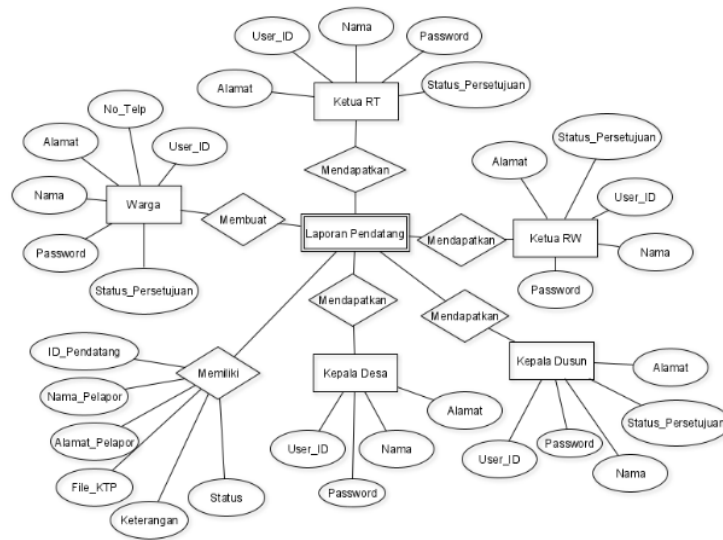 Nama
User_ID
Password
Alamat
Status_Persetujuan
Ketua RT
No_Telp
Alamat
User_ID
Nama
Warga
Password
Status_Persetujuan
Membuat
Mendapatkan
Laporan Pendatang
Mendapatkan
Status_Persetujuan
Alamat
User_ID
Ketua RW
Nama
Password
Mendapatkan
Mendapatkan
ID_Pendatang
Nama_Pelapor
Memiliki
Alamat_Pelapor
File_KTP
Keterangan
Status
Kepala Desa
Alamat
User_ID
Nama
Password
Kepala Dusun
Alamat
Status_Persetujuan
Password
User_ID
Nama